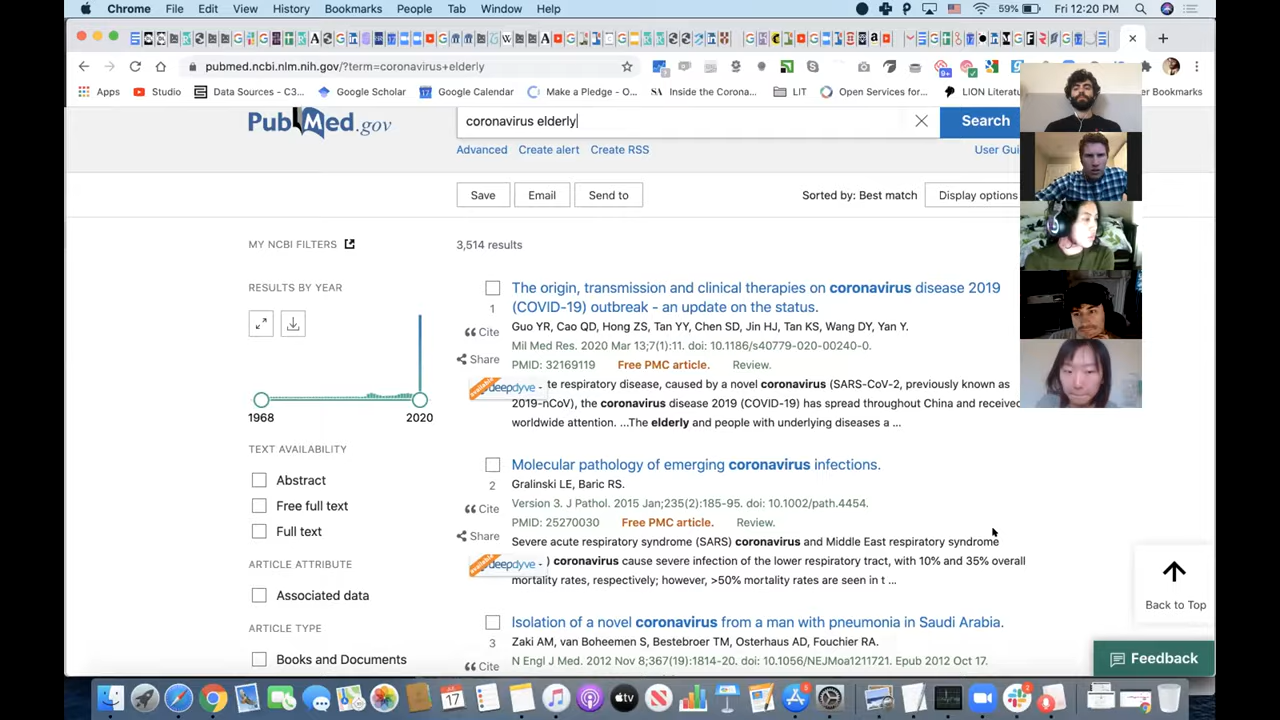 Chrome File Edit View History Bookmarks People Tab Window Help 59% Fri 12:20 PM
pubmed.ncbi.nlm.nih.gov/?term=coronavirus+elderly 9+
Apps Studio Data Sources - C3... Google Scholar Google Calendar Make a Pledge - O... Inside the Corona... LIT Open Services for... LION Literatu Bookmarks
PubMed.gov coronavirus elderly Search
Advanced Create alert Create RSS User Gui
Save Email Send to Sorted by: Best match Display options
MY NCBI FILTERS 3,514 results
RESULTS BY YEAR
1968 2020
TEXT AVAILABILITY
Abstract
Free full text
Full text
ARTICLE ATTRIBUTE
Associated data
ARTICLE TYPE
Books and Documents
1
Cite
Share
The origin, transmission and clinical therapies on coronavirus disease 2019
(COVID-19) outbreak - an update on the status.
Guo YR, Cao QD, Hong ZS, Tan YY, Chen SD, Jin HJ, Tan KS, Wang DY, Yan Y.
Mil Med Res. 2020 Mar 13;7(1):11. doi: 10.1186/s40779-020-00240-0.
PMID: 32169119 Free PMC article. Review.
deepdyve - te respiratory disease, caused by a novel coronavirus (SARS-CoV-2, previously known as
2019-nCoV), the coronavirus disease 2019 (COVID-19) has spread throughout China and received
worldwide attention. ...The elderly and people with underlying diseases a ...
2
Cite
Share
Molecular pathology of emerging coronavirus infections.
Gralinski LE, Baric RS.
Version 3. J Pathol. 2015 Jan;235(2):185-95. doi: 10.1002/path.4454.
PMID: 25270030 Free PMC article. Review.
Severe acute respiratory syndrome (SARS) coronavirus and Middle East respiratory syndrome
deepdyve - ) coronavirus cause severe infection of the lower respiratory tract, with 10% and 35% overall
mortality rates, respectively; however, >50% mortality rates are seen in t ...
3
Cite
Isolation of a novel coronavirus from a man with pneumonia in Saudi Arabia.
Zaki AM, van Boheemen S, Bestebroer TM, Osterhaus AD, Fouchier RA.
N Engl J Med. 2012 Nov 8;367(19):1814-20. doi: 10.1056/NEJMoa1211721. Epub 2012 Oct 17.
Back to Top
Feedback
tv